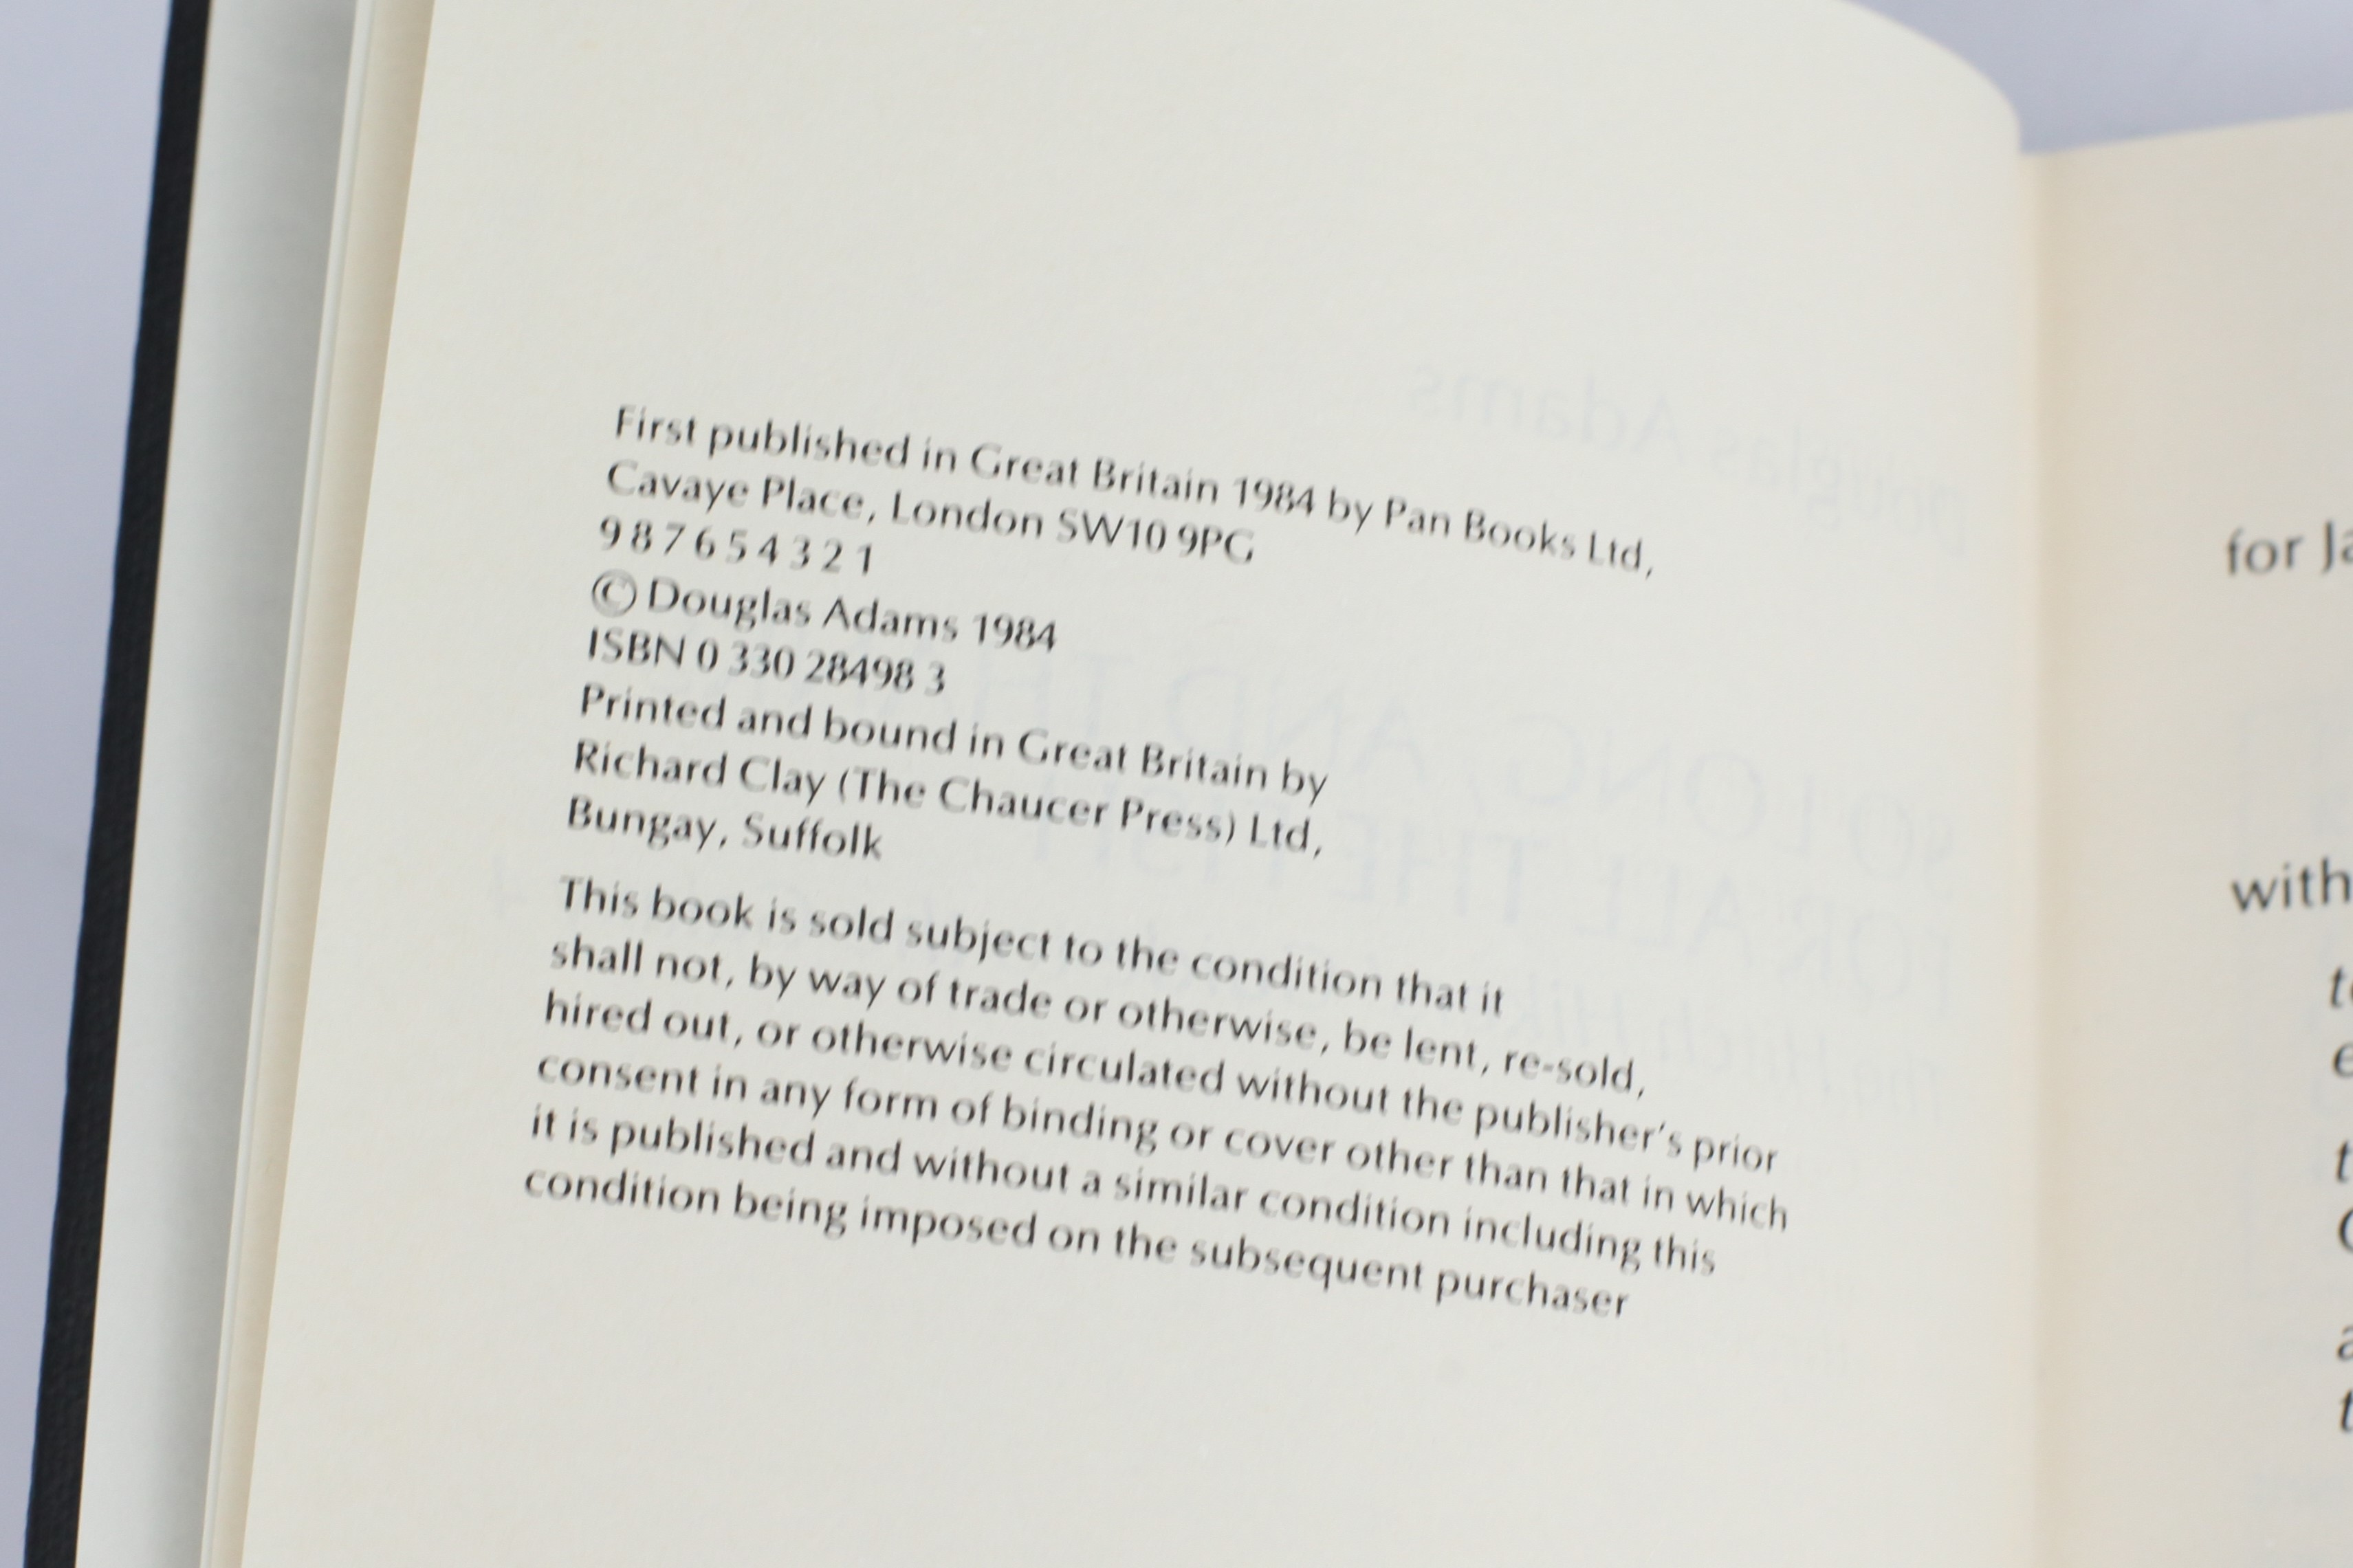 First published in Great Britain 1984 by Pan Books Ltd,
Cavaye Place, London SW10 9PG
9 8 7 6 5 4 3 2 1
© Douglas Adams 1984
ISBN 0 330 28498 3
Printed and bound in Great Britain by
Richard Clay (The Chaucer Press) Ltd,
Bungay, Suffolk
This book is sold subject to the condition that it
shall not, by way of trade or otherwise, be lent, re-sold,
hired out, or otherwise circulated without the publisher's prior
consent in any form of binding or cover other than that in which
it is published and without a similar condition including this
condition being imposed on the subsequent purchaser
for
with